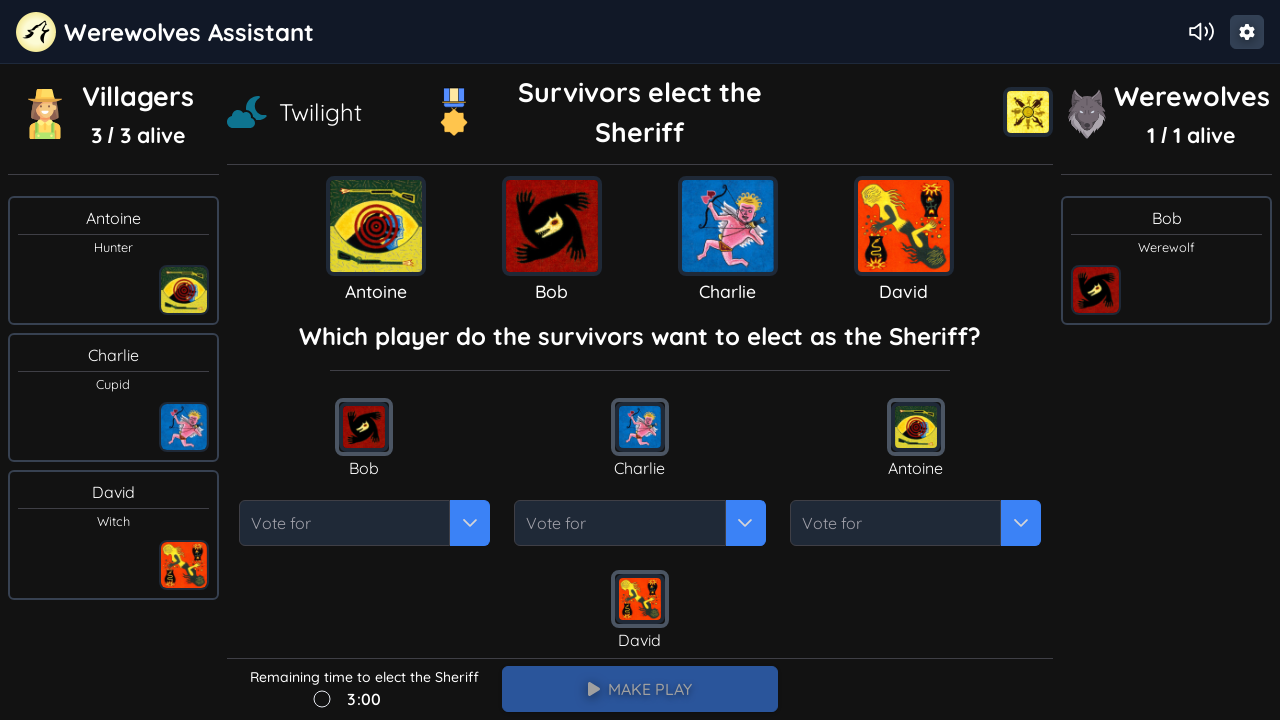 Werewolves Assistant
Villagers
3 / 3 alive
Twilight
Survivors elect the
Sheriff
Werewolves
1 / 1 alive
Antoine
Hunter
Charlie
Cupid
David
Witch
Antoine
Bob
Charlie
David
Which player do the survivors want to elect as the Sheriff?
Bob
Charlie
Antoine
Vote for
Vote for
Vote for
David
Remaining time to elect the Sheriff
3:00
MAKE PLAY
Bob
Werewolf